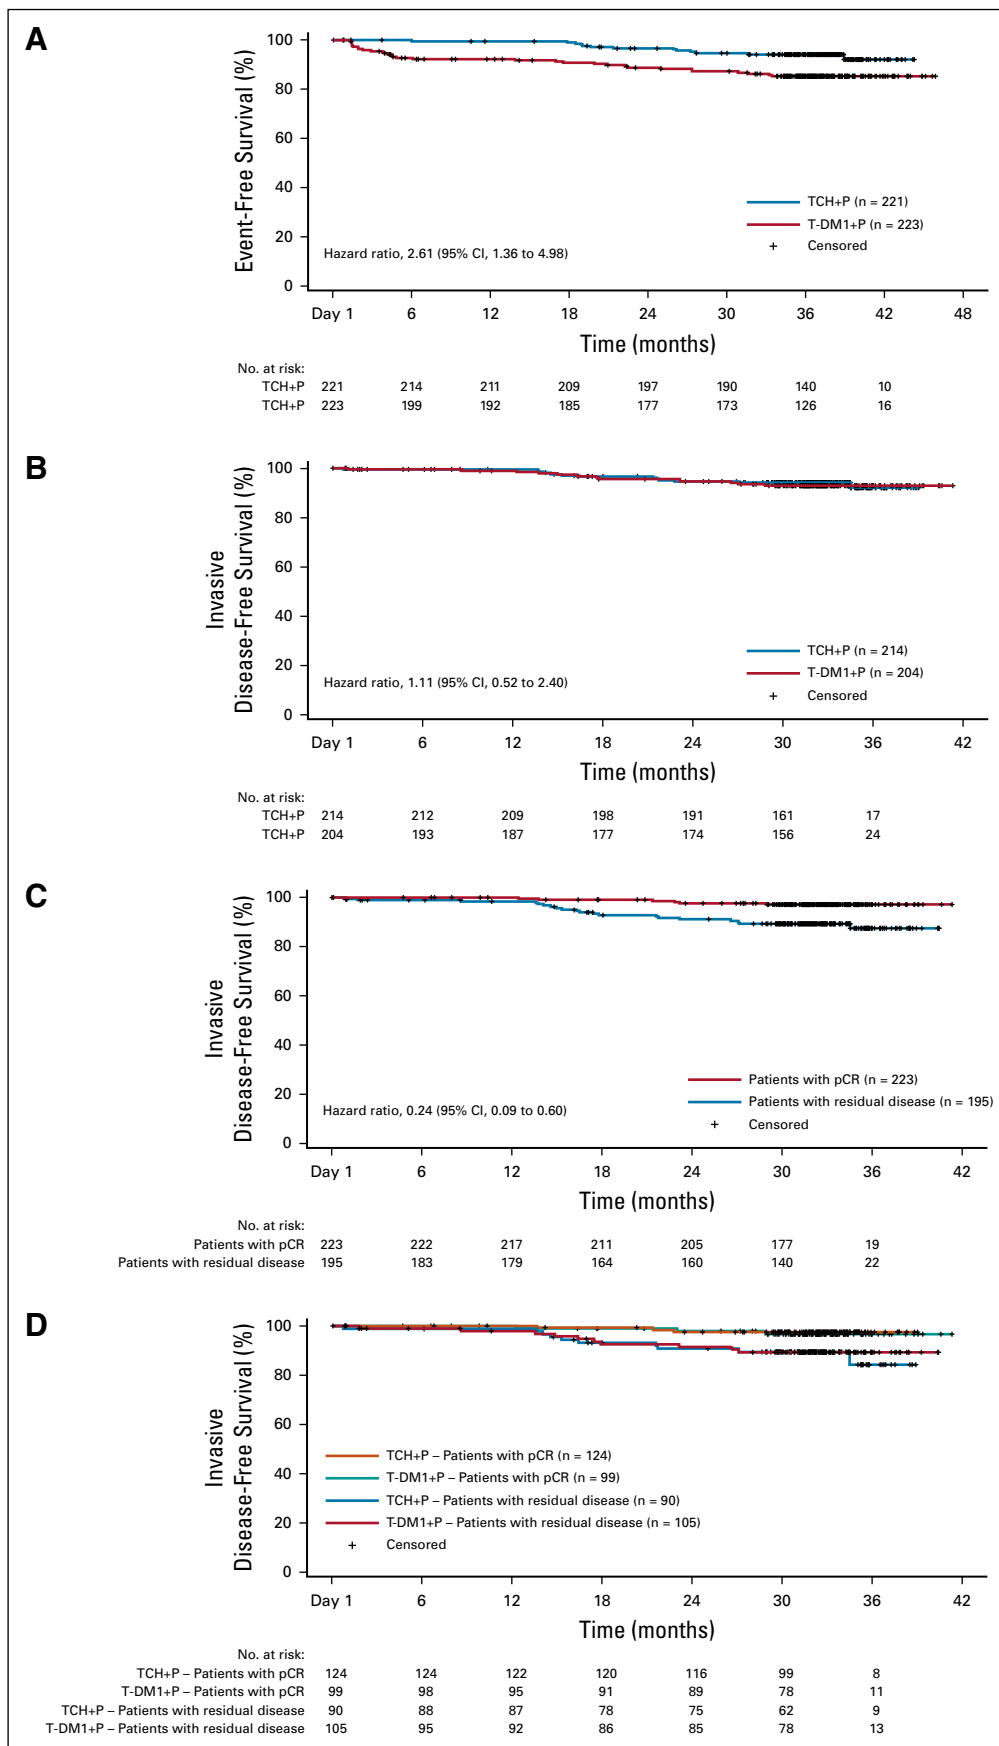 A
Event-Free Survival (%)
100
80
60
40
20
0
TCH+P (n = 221)
T-DM1+P (n = 223)
+ Censored
Hazard ratio, 2.61 (95% CI, 1.36 to 4.98)
Day 1 6 12 18 24 30 36 42 48
Time (months)
No. at risk:
TCH+P 221 214 211 209 197 190 140 10
TCH+P 223 199 192 185 177 173 126 16
B
Invasive
Disease-Free Survival (%)
100
80
60
40
20
0
TCH+P (n = 214)
T-DM1+P (n = 204)
+ Censored
Hazard ratio, 1.11 (95% CI, 0.52 to 2.40)
Day 1 6 12 18 24 30 36 42
Time (months)
No. at risk:
TCH+P 214 212 209 198 191 161 17
TCH+P 204 193 187 177 174 156 24
C
Invasive
Disease-Free Survival (%)
100
80
60
40
20
0
Patients with pCR (n = 223)
Patients with residual disease (n = 195)
+ Censored
Hazard ratio, 0.24 (95% CI, 0.09 to 0.60)
Day 1 6 12 18 24 30 36 42
Time (months)
No. at risk:
Patients with pCR 223 222 217 211 205 177 19
Patients with residual disease 195 183 179 164 160 140 22
D
Invasive
Disease-Free Survival (%)
100
80
60
40
20
0
TCH+P – Patients with pCR (n = 124)
T-DM1+P – Patients with pCR (n = 99)
TCH+P – Patients with residual disease (n = 90)
T-DM1+P – Patients with residual disease (n = 105)
+ Censored
Day 1 6 12 18 24 30 36 42
Time (months)
No. at risk:
TCH+P – Patients with pCR 124 124 122 120 116 99 8
T-DM1+P – Patients with pCR 99 98 95 91 89 78 11
TCH+P – Patients with residual disease 90 88 87 78 75 62 9
T-DM1+P – Patients with residual disease 105 95 92 86 85 78 13